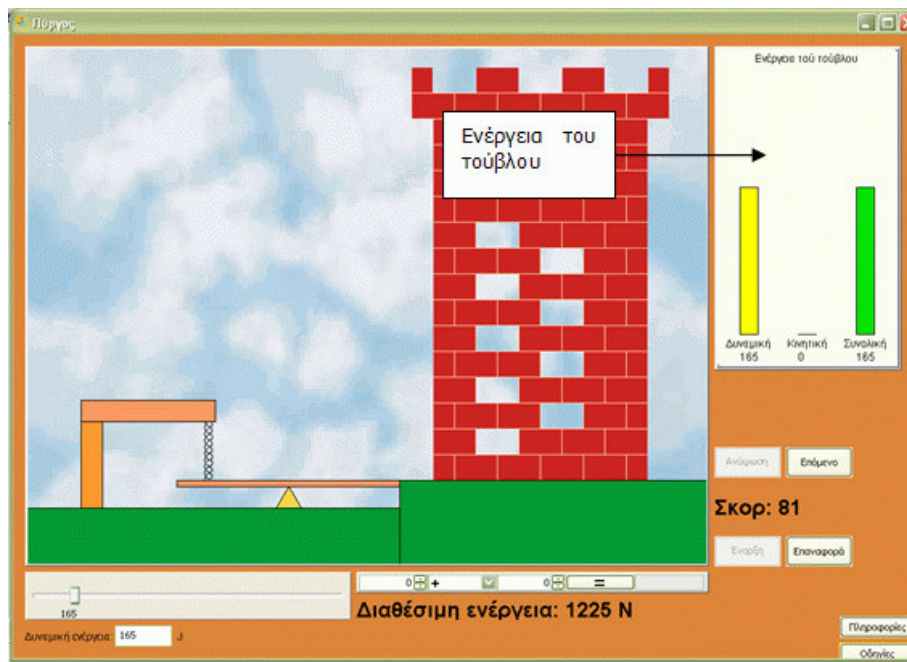 Πύργος
Ενέργεια τού τούβλου
Ενέργεια του
τούβλου
Δυναμική Κινητική Συνολική
165 0 165
Ανύψωση Επόμενο
Σκορ: 81
Έναρξη Επαναφορά
0 + 0 =
165
Διαθέσιμη ενέργεια: 1225 N
Δυναμική ενέργεια: 165 J
Πληροφορίες
Οδηγίες